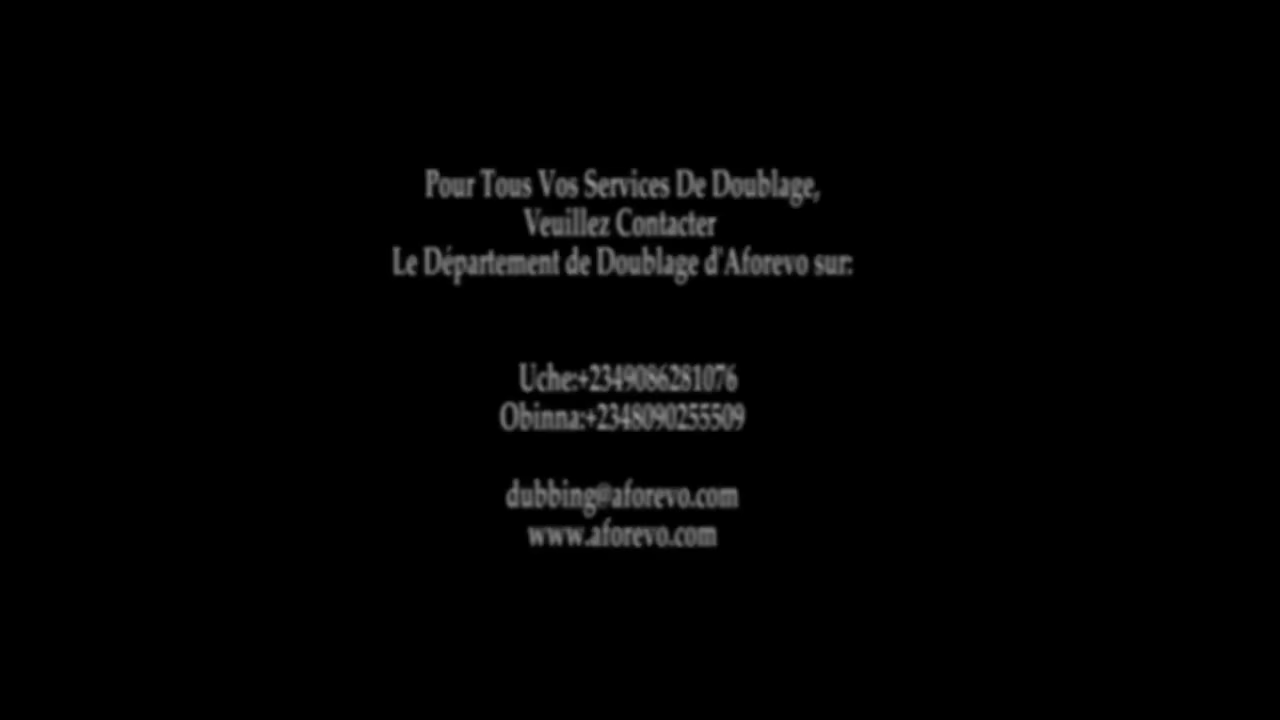 Pour Tous Vos Services De Doublage,
Veuillez Contacter
Le Département de Doublage d'Aforevo sur:
Uche:+2349086281076
Obinna:+2348090255509
dubbing@aforevo.com
www.aforevo.com